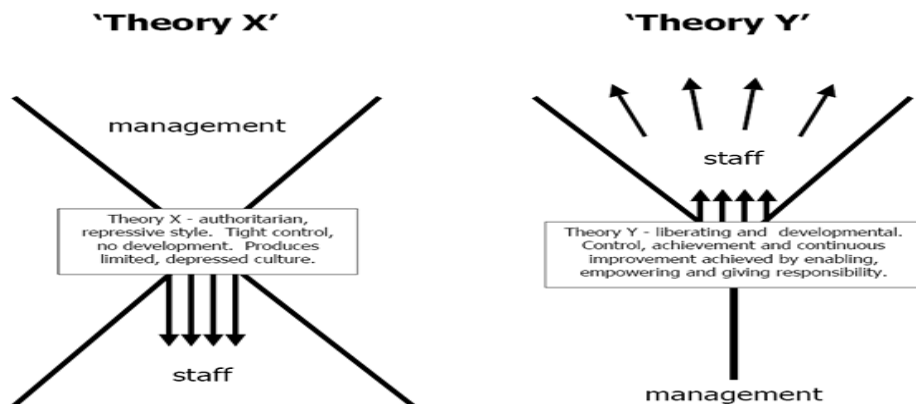 'Theory X'
management
Theory X - authoritarian,
repressive style. Tight control,
no development. Produces
limited, depressed culture.
staff
'Theory Y'
staff
Theory Y - liberating and developmental.
Control, achievement and continuous
improvement achieved by enabling,
empowering and giving responsibility.
management